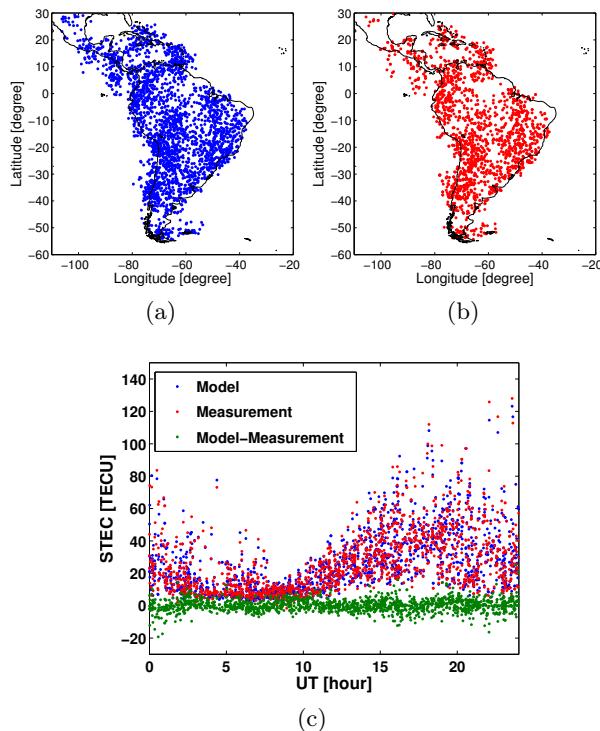 30
20
10
0
−10
−20
−30
−40
−50
−60
Latitude [degree]
−100 −80 −60 −40 −20
Longitude [degree]
(a)
30
20
10
0
−10
−20
−30
−40
−50
−60
Latitude [degree]
−100 −80 −60 −40 −20
Longitude [degree]
(b)
140
120
100
80
60
40
20
0
−20
STEC [TECU]
Model
Measurement
Model−Measurement
0 5 10 15 20
UT [hour]
(c)